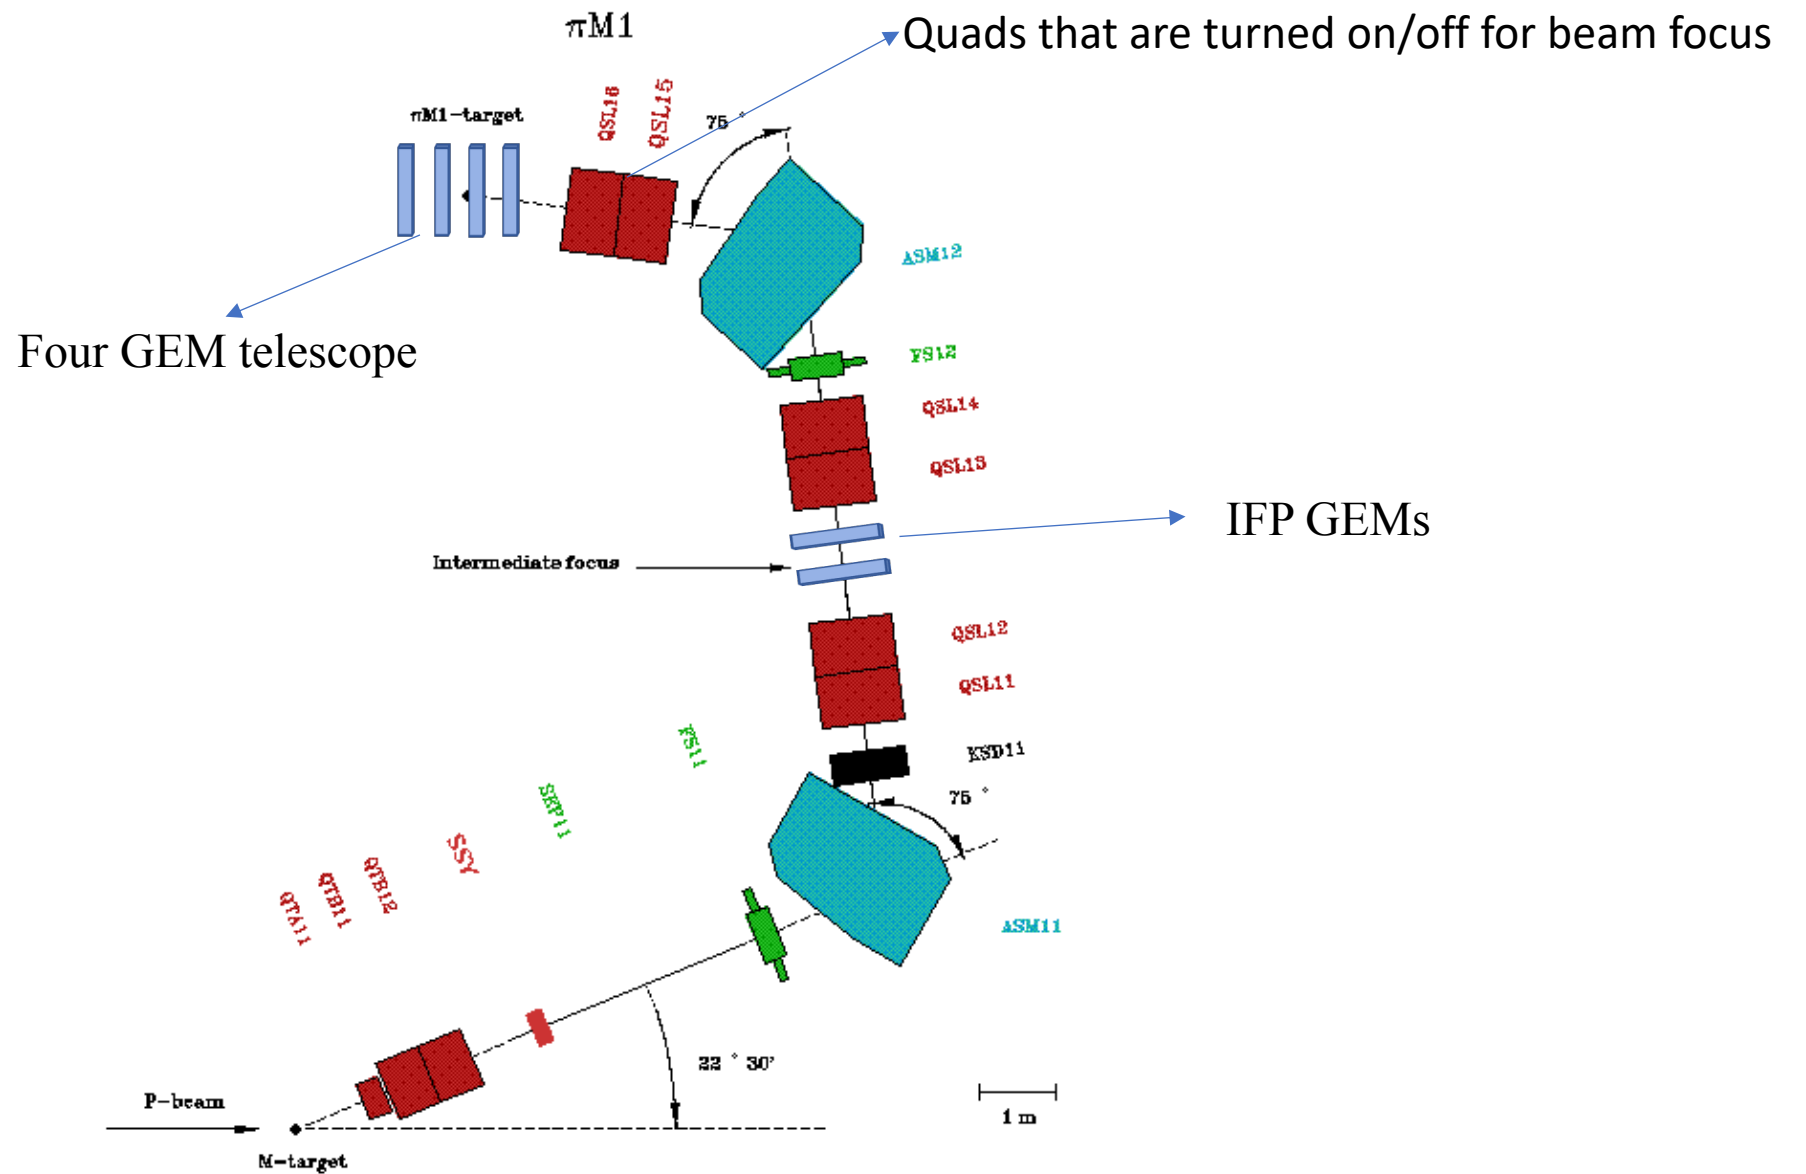 πM1
Quads that are turned on/off for beam focus
QSL16
QSL15
πM1-target
75 °
ASM12
Four GEM telescope
FS12
QSL14
QSL13
IFP GEMs
Intermediate focus
QSL12
QSL11
FS11
KSD11
75 °
SEP11
SSY
QTB12
QTB11
QTA11
ASM11
22 ° 30'
P-beam
1 m
M-target